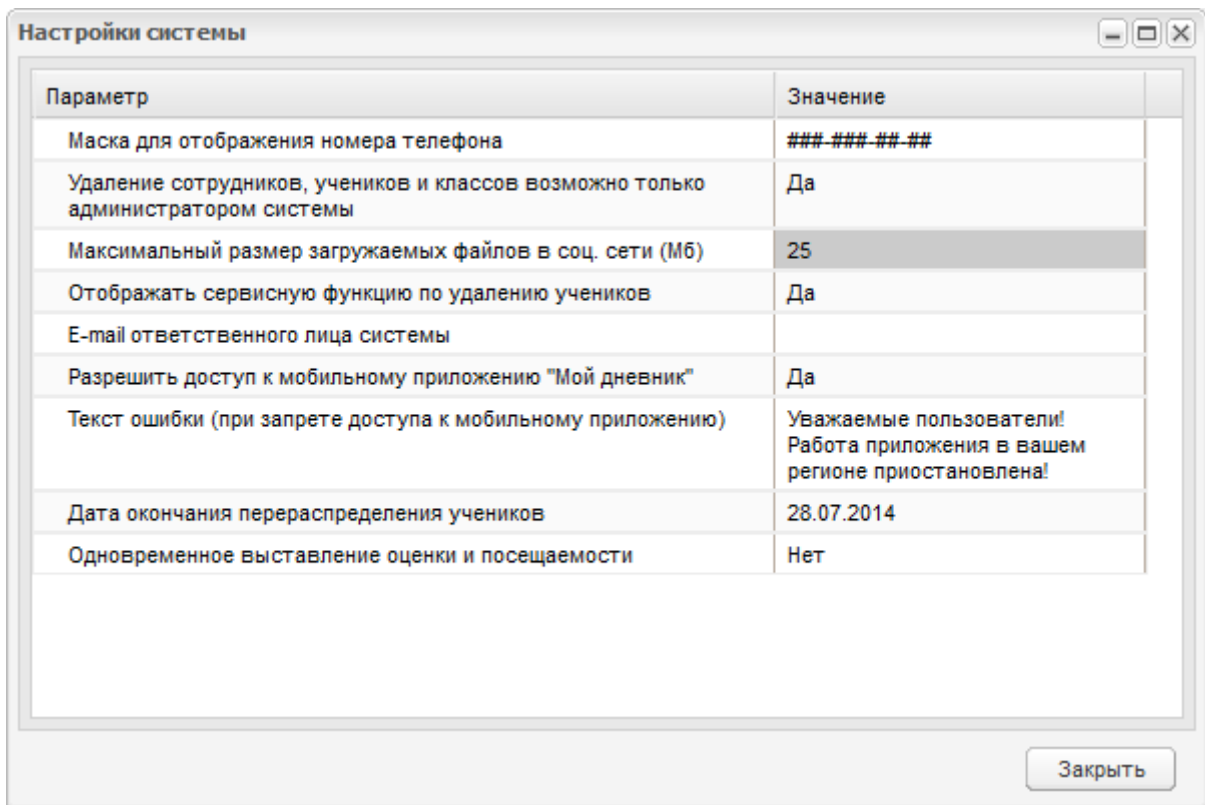 Настройки системы
Параметр Значение
Маска для отображения номера телефона ###-###-##-##
Удаление сотрудников, учеников и классов возможно только Да
администратором системы
Максимальный размер загружаемых файлов в соц. сети (Мб) 25
Отображать сервисную функцию по удалению учеников Да
E-mail ответственного лица системы
Разрешить доступ к мобильному приложению "Мой дневник" Да
Текст ошибки (при запрете доступа к мобильному приложению) Уважаемые пользователи!
Работа приложения в вашем
регионе приостановлена!
Дата окончания перераспределения учеников 28.07.2014
Одновременное выставление оценки и посещаемости Нет
Закрыть